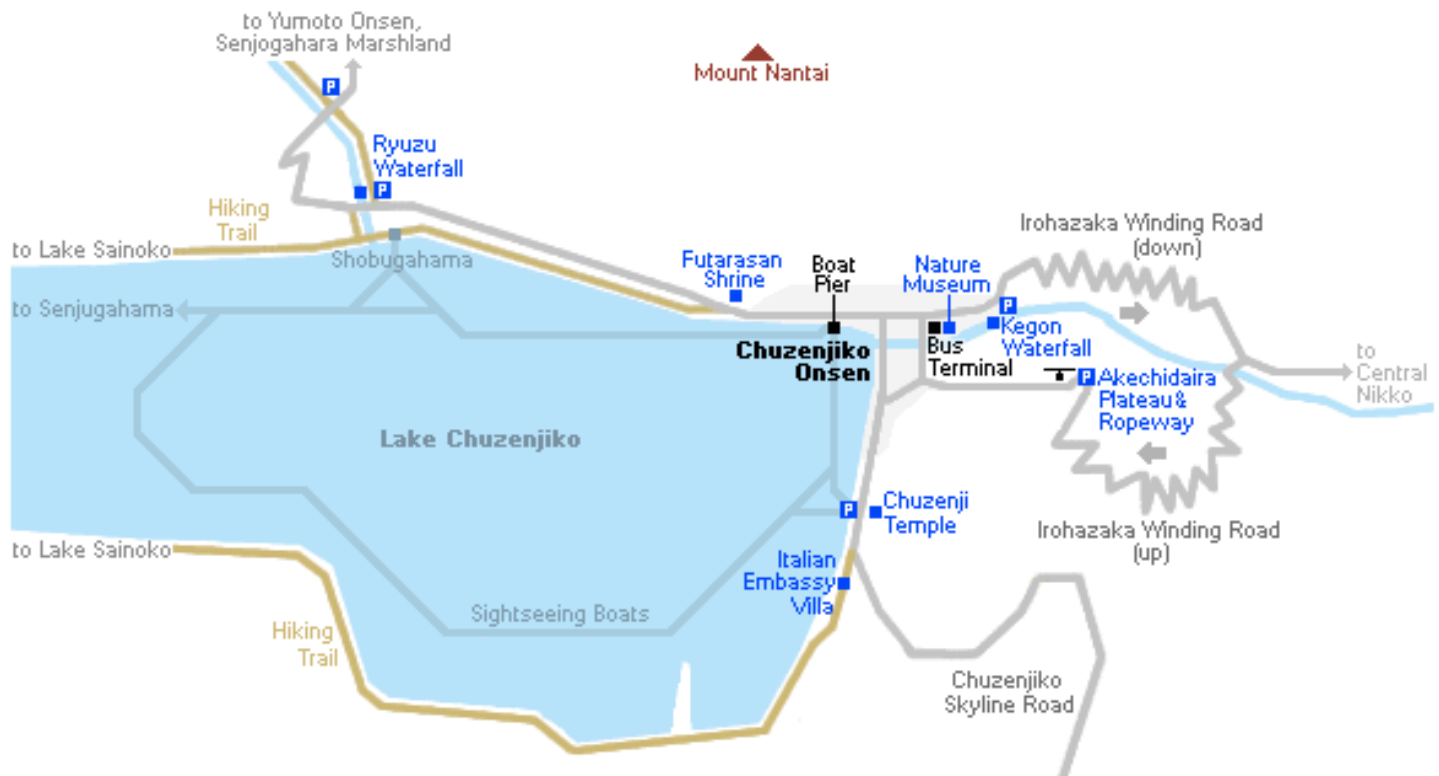 to Yumoto Onsen,
Senjogahara Marshland
Mount Nantai
P
Ryuzu
Waterfall
P
Hiking
Trail
to Lake Sainoko
Shobugahama
to Senjugahama
Futarasan
Shrine
Boat
Pier
Nature
Museum
Irohazaka Winding Road
(down)
P
Kegon
Waterfall
Bus
Terminal
Chuzenjiko
Onsen
to
Central
Nikko
P
Akechidaira
Plateau &
Ropeway
Lake Chuzenjiko
P
Chuzenji
Temple
Irohazaka Winding Road
(up)
to Lake Sainoko
Italian
Embassy
Villa
Sightseeing Boats
Hiking
Trail
Chuzenjiko
Skyline Road